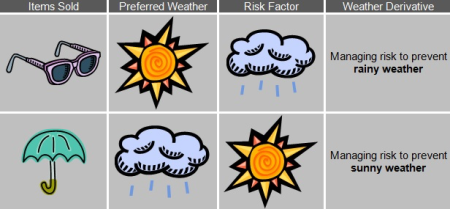 Items Sold Preferred Weather Risk Factor Weather Derivative
Managing risk to prevent
rainy weather
Managing risk to prevent
sunny weather